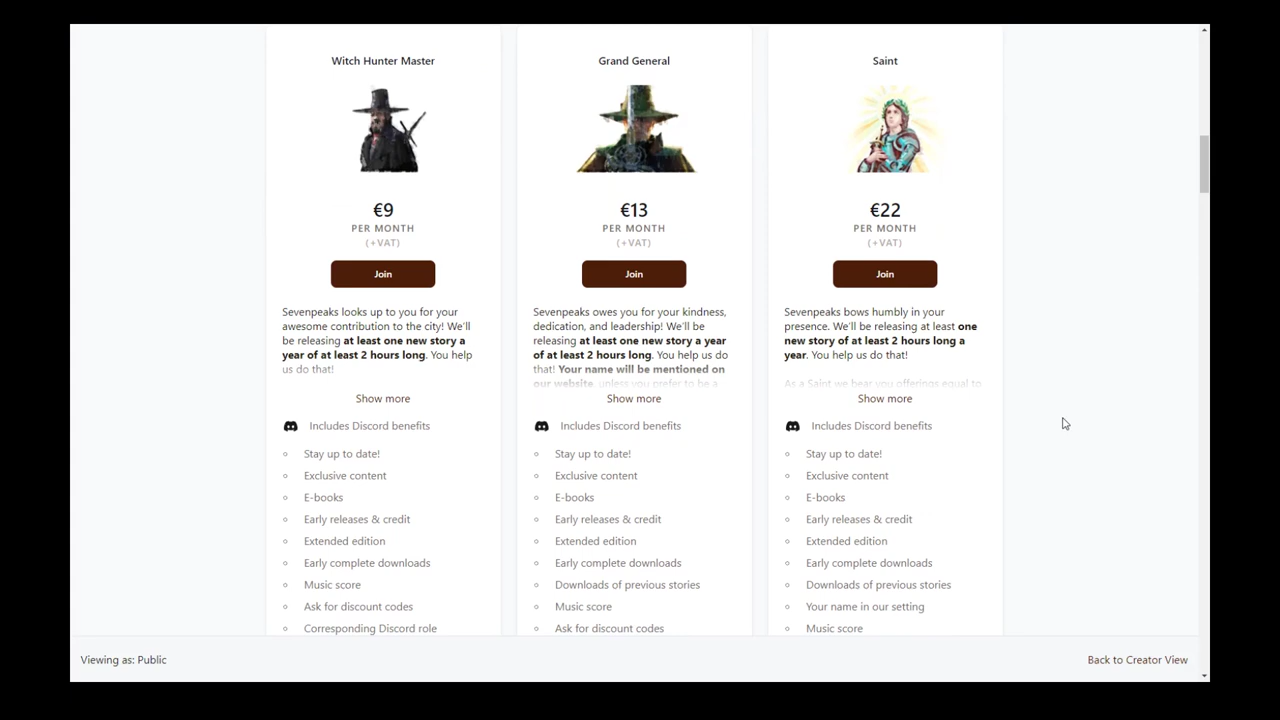 Witch Hunter Master
€9
PER MONTH
(+VAT)
Join
Sevenpeaks looks up to you for your
awesome contribution to the city! We'll
be releasing at least one new story a
year of at least 2 hours long. You help
us do that!
Show more
Includes Discord benefits
Stay up to date!
Exclusive content
E-books
Early releases & credit
Extended edition
Early complete downloads
Music score
Ask for discount codes
Corresponding Discord role
Grand General
€13
PER MONTH
(+VAT)
Join
Sevenpeaks owes you for your kindness,
dedication, and leadership! We'll be
releasing at least one new story a year
of at least 2 hours long. You help us do
that! Your name will be mentioned on
our website, unless you prefer to be a
Show more
Includes Discord benefits
Stay up to date!
Exclusive content
E-books
Early releases & credit
Extended edition
Early complete downloads
Downloads of previous stories
Music score
Ask for discount codes
Saint
€22
PER MONTH
(+VAT)
Join
Sevenpeaks bows humbly in your
presence. We'll be releasing at least one
new story of at least 2 hours long a
year. You help us do that!
As a Saint we bear you offerings equal to
Show more
Includes Discord benefits
Stay up to date!
Exclusive content
E-books
Early releases & credit
Extended edition
Early complete downloads
Downloads of previous stories
Your name in our setting
Music score
Viewing as: Public
Back to Creator View